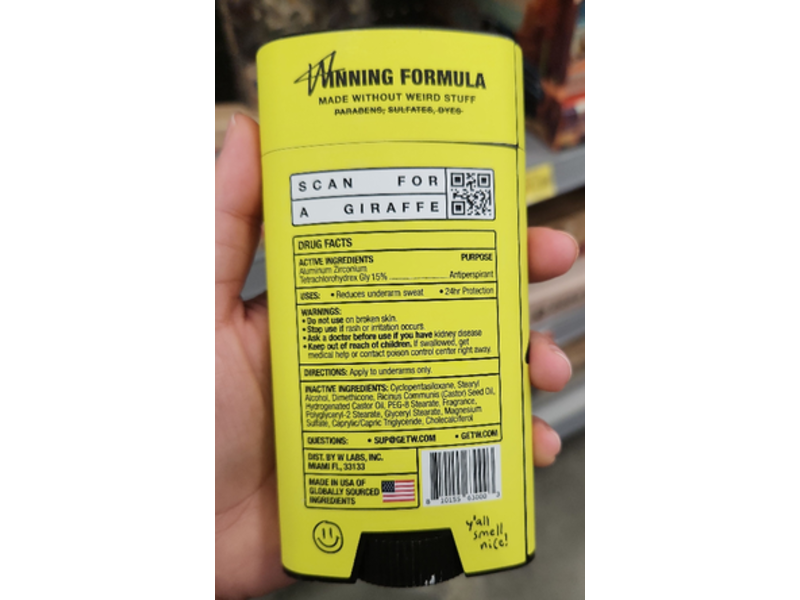 WINNING FORMULA
MADE WITHOUT WEIRD STUFF
PARABENS, SULFATES, DYES
SCAN FOR
A GIRAFFE
DRUG FACTS
ACTIVE INGREDIENTS PURPOSE
Aluminum Zirconium
Tetrachlorohydrex Gly 15% Antiperspirant
USES: • Reduces underarm sweat • 24hr Protection
WARNINGS:
• Do not use on broken skin.
• Stop use if rash or irritation occurs.
• Ask a doctor before use if you have kidney disease
• Keep out of reach of children. If swallowed, get
medical help or contact poison control center right away.
DIRECTIONS: Apply to underarms only.
INACTIVE INGREDIENTS: Cyclopentasiloxane, Stearyl
Alcohol, Dimethicone, Ricinus Communis (Castor) Seed Oil,
Hydrogenated Castor Oil, PEG-8 Stearate, Fragrance,
Polyglyceryl-2 Stearate, Glyceryl Stearate, Magnesium
Sulfate, Caprylic/Capric Triglyceride, Cholecalciferol
QUESTIONS: • SUP@GETW.COM • GETW.COM
DIST. BY W LABS, INC.
MIAMI FL, 33133
MADE IN USA OF
GLOBALLY SOURCED
INGREDIENTS
y'all
smell
nice!